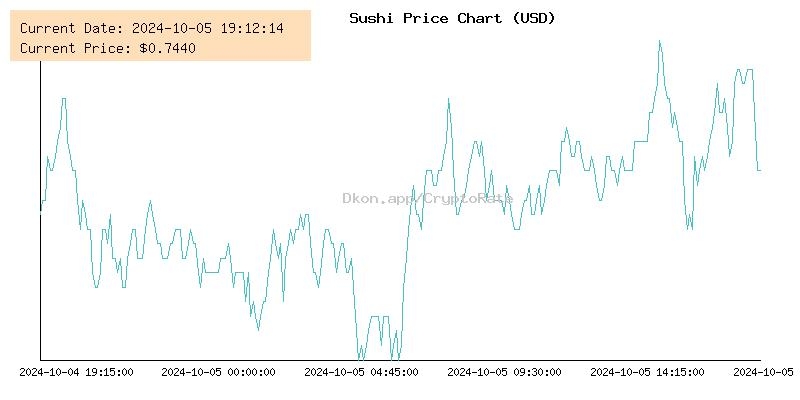 Sushi Price Chart (USD)
Current Date: 2024-10-05 19:12:14
Current Price: $0.7440
Dkon.app/CryptoRate
2024-10-04 19:15:00 2024-10-05 00:00:00 2024-10-05 04:45:00 2024-10-05 09:30:00 2024-10-05 14:15:00 2024-10-05